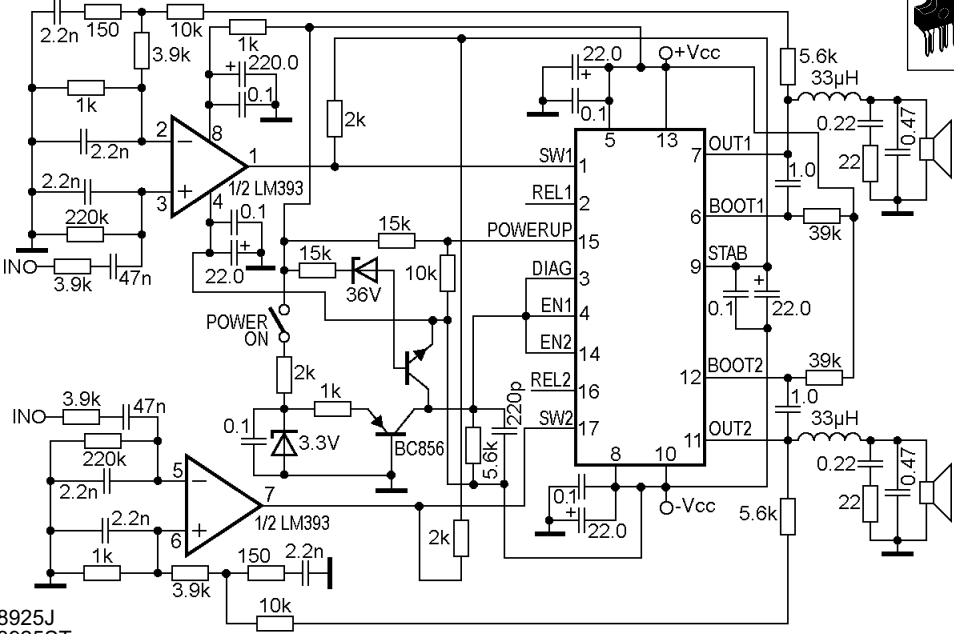 2.2n
150
10k
3.9k
1k
2.2n
2.2n
220k
INO
3.9k
47n
2
3
8
4
1
1/2 LM393
1k
220.0
+
0.1
0.1
+
22.0
2k
22.0
+
0.1
+Vcc
5
13
SW1
1
REL1
2
POWERUP
15
DIAG
3
EN1
4
EN2
14
REL2
16
SW2
17
8
10
OUT1
7
BOOT1
6
STAB
9
BOOT2
12
OUT2
11
5.6k
33µH
0.22
0.47
22
1.0
39k
0.1
+
22.0
39k
1.0
33µH
0.22
0.47
22
5.6k
15k
15k
36V
10k
POWER
ON
2k
1k
0.1
3.3V
BC856
5.6k
220p
0.1
+
22.0
-Vcc
INO
3.9k
47n
220k
2.2n
5
6
7
1/2 LM393
2.2n
1k
3.9k
150
2.2n
2k
10k
8925J